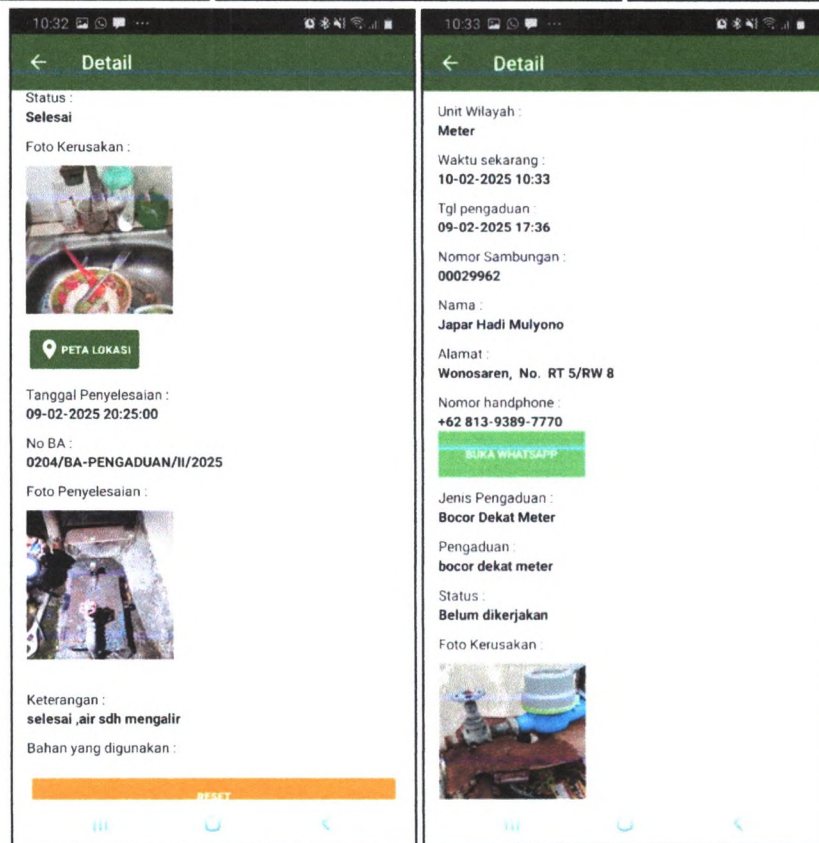 10:32
Detail
Status :
Selesai
Foto Kerusakan :
PETA LOKASI
Tanggal Penyelesaian :
09-02-2025 20:25:00
No BA :
0204/BA-PENGADUAN/II/2025
Foto Penyelesaian :
Keterangan :
selesai ,air sdh mengalir
Bahan yang digunakan :
RESET
10:33
Detail
Unit Wilayah :
Meter
Waktu sekarang :
10-02-2025 10:33
Tgl pengaduan :
09-02-2025 17:36
Nomor Sambungan :
00029962
Nama :
Japar Hadi Mulyono
Alamat :
Wonosaren, No. RT 5/RW 8
Nomor handphone :
+62 813-9389-7770
BUKA WHATSAPP
Jenis Pengaduan :
Bocor Dekat Meter
Pengaduan :
bocor dekat meter
Status :
Belum dikerjakan
Foto Kerusakan :